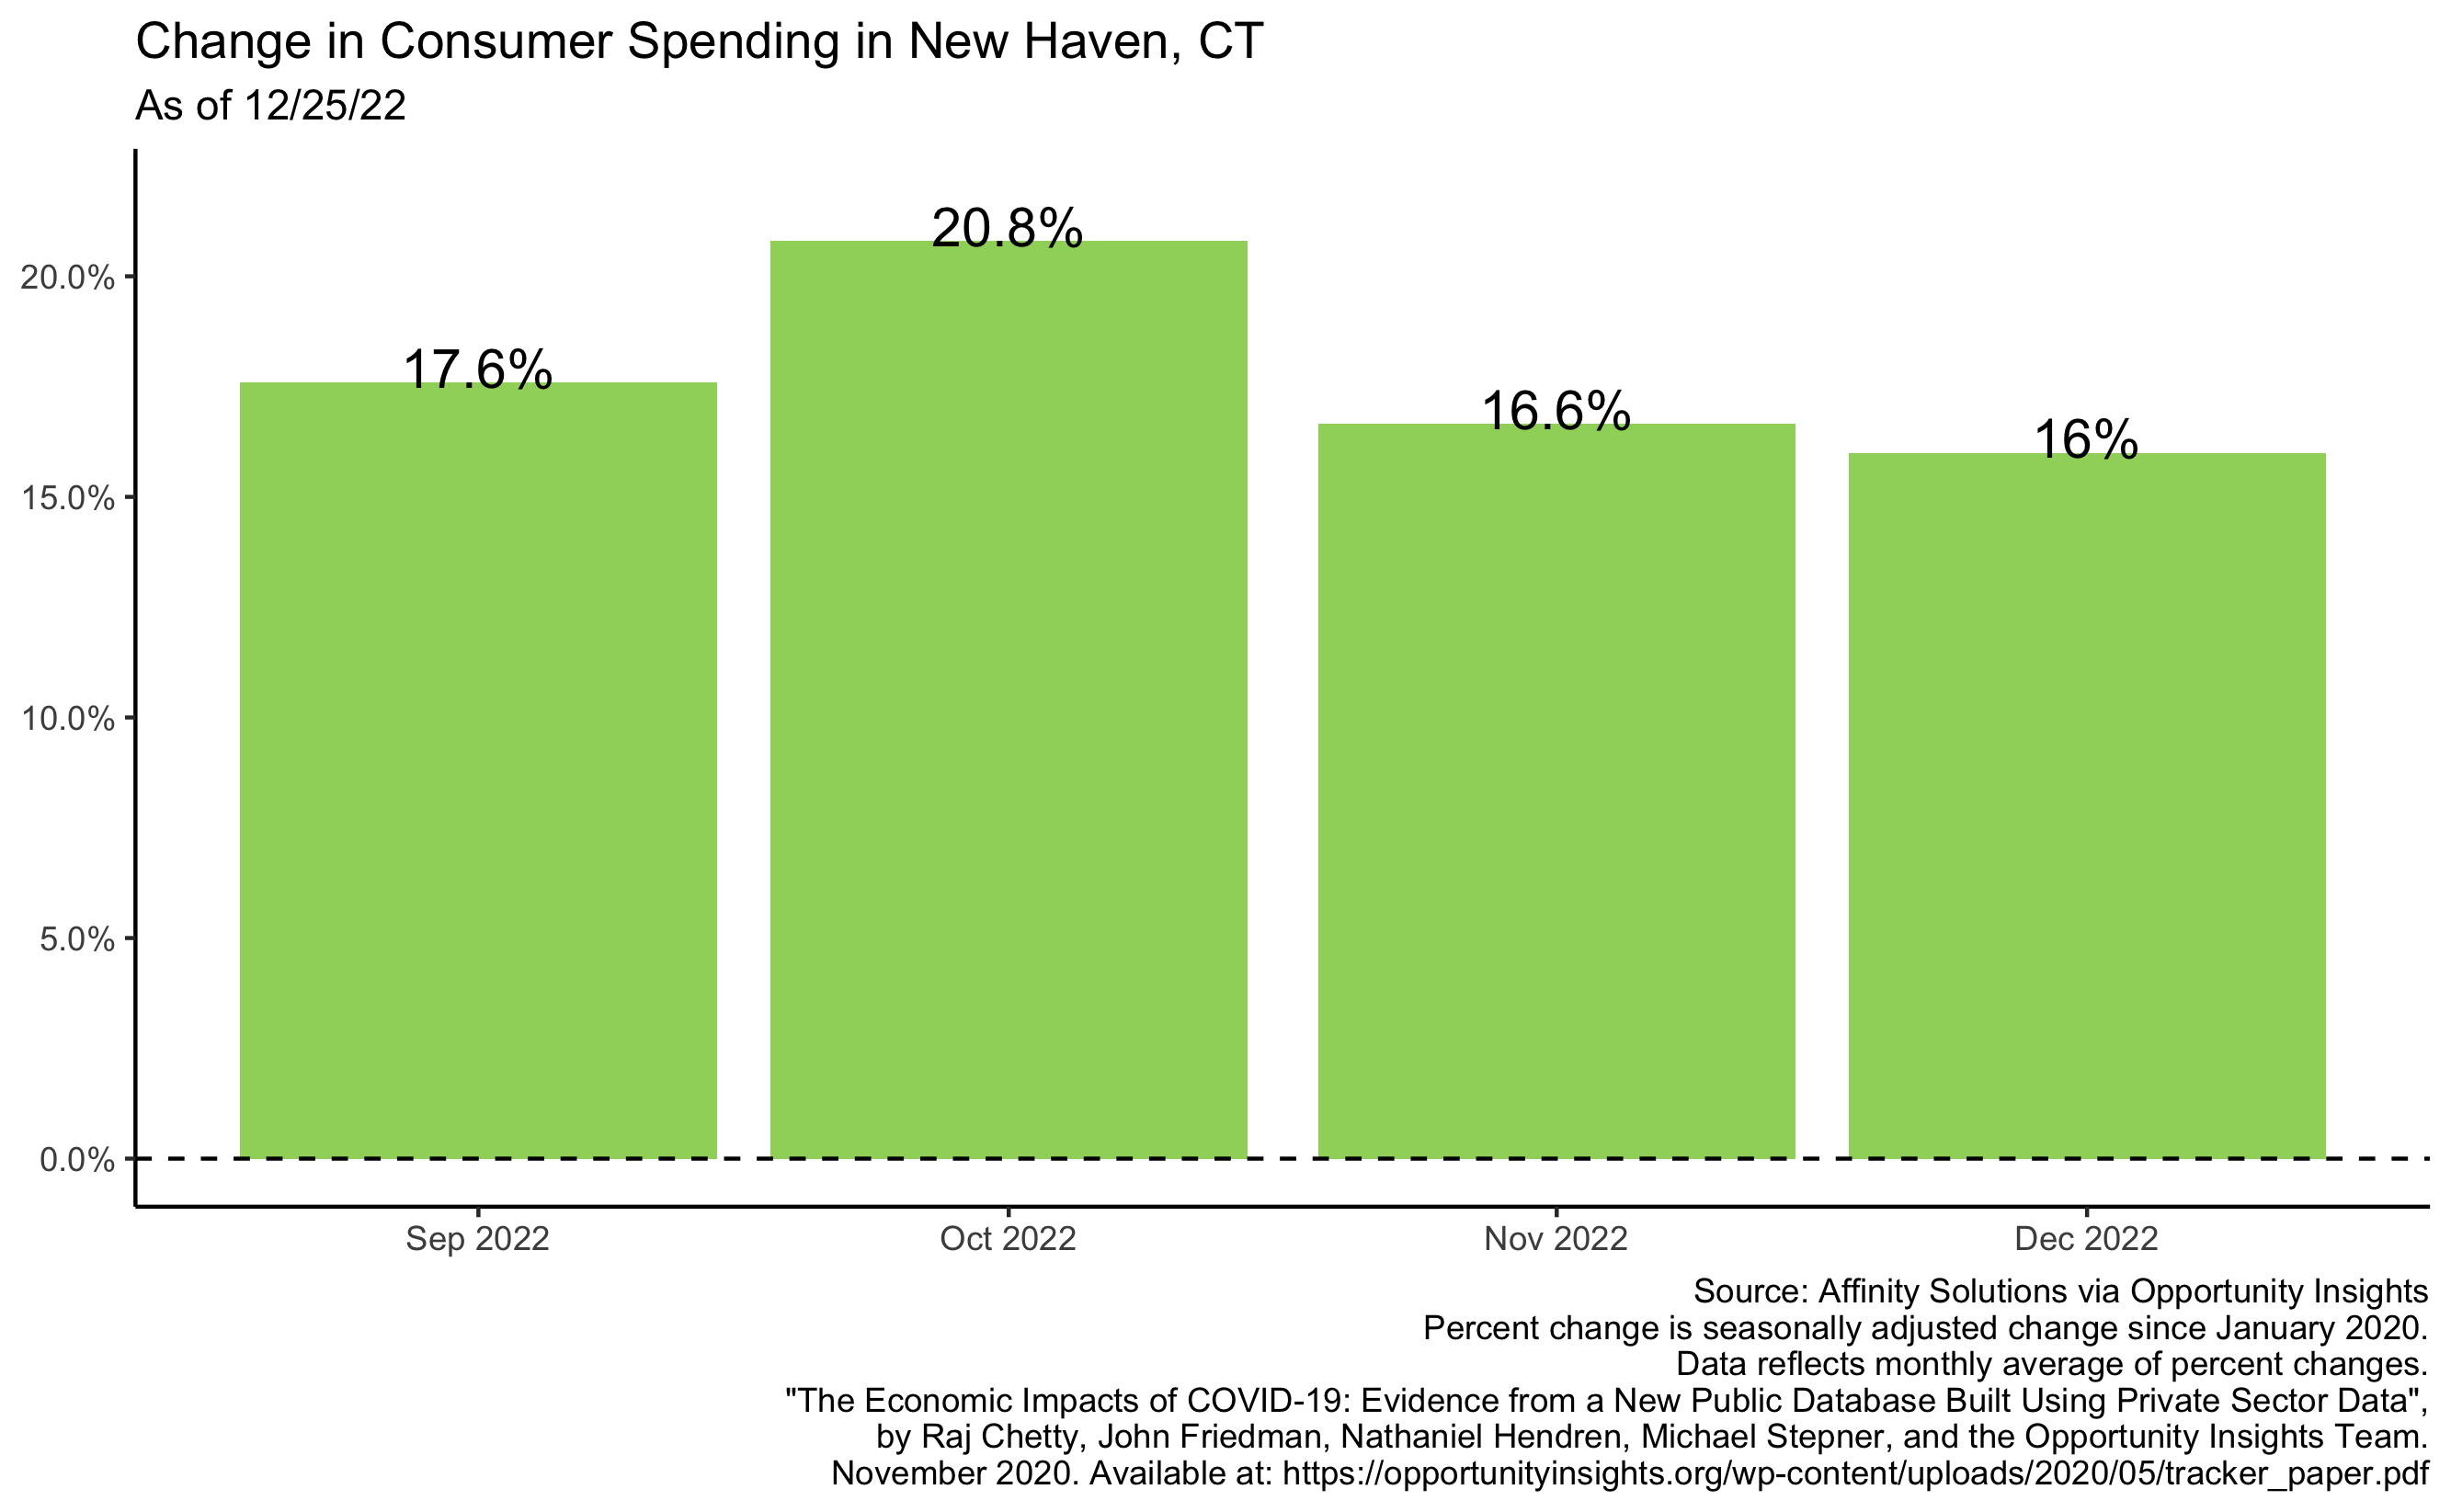 Change in Consumer Spending in New Haven, CT
As of 12/25/22
20.8%
17.6%
16.6%
16%
20.0%
15.0%
10.0%
5.0%
0.0%
Sep 2022 Oct 2022 Nov 2022 Dec 2022
Source: Affinity Solutions via Opportunity Insights
Percent change is seasonally adjusted change since January 2020.
Data reflects monthly average of percent changes.
"The Economic Impacts of COVID-19: Evidence from a New Public Database Built Using Private Sector Data",
by Raj Chetty, John Friedman, Nathaniel Hendren, Michael Stepner, and the Opportunity Insights Team.
November 2020. Available at: https://opportunityinsights.org/wp-content/uploads/2020/05/tracker_paper.pdf